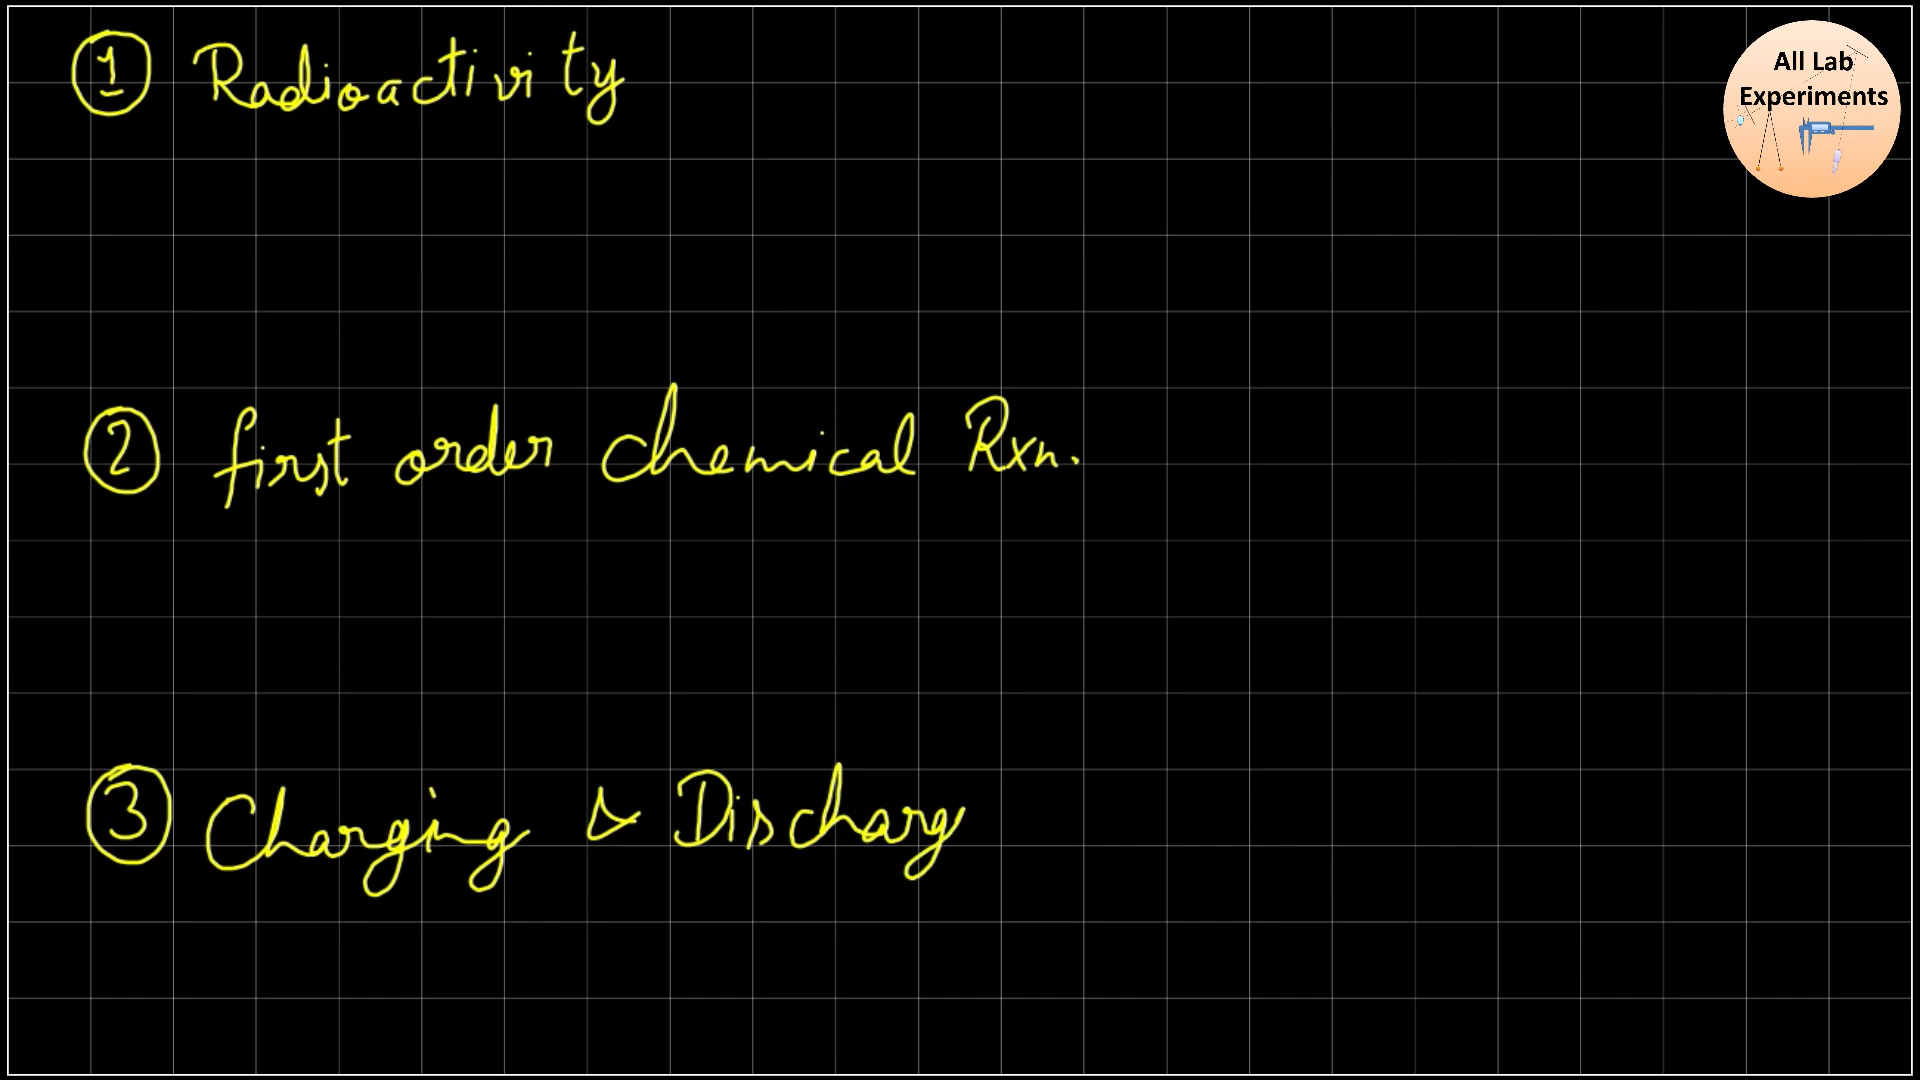 ① Radioactivity
All Lab
Experiments
② first order chemical Rxn.
③ Charging & Discharg